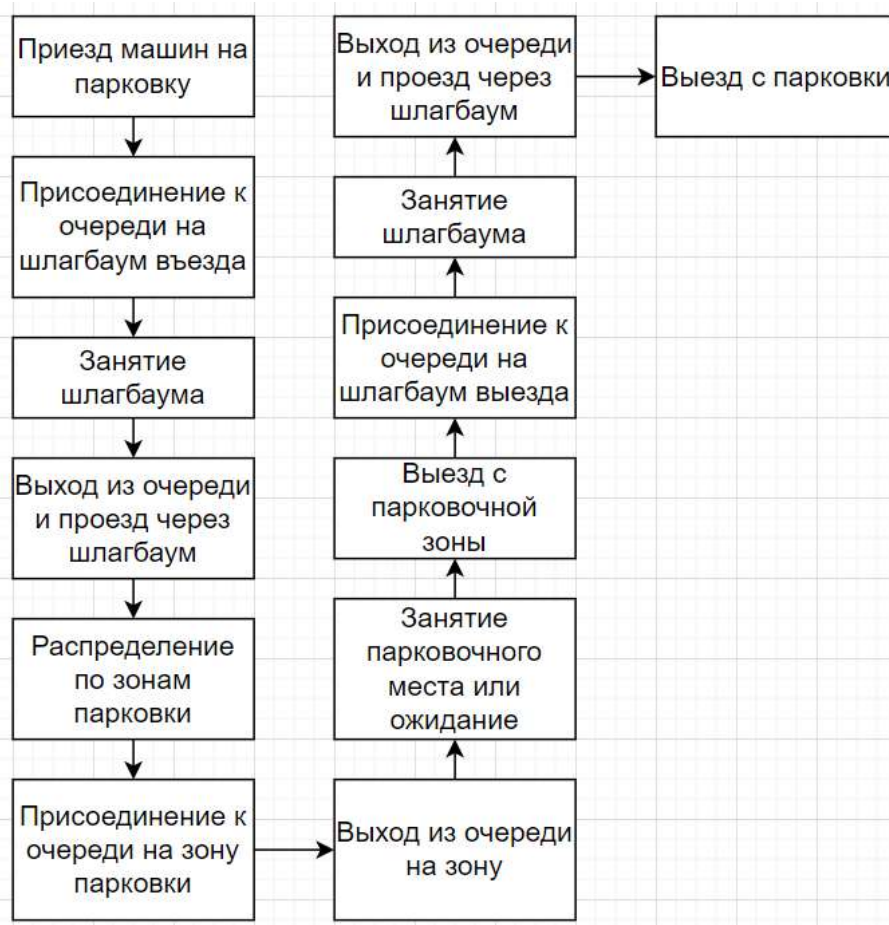 Приезд машин на
парковку
Присоединение к
очереди на
шлагбаум въезда
Занятие
шлагбаума
Выход из очереди
и проезд через
шлагбаум
Распределение
по зонам
парковки
Присоединение к
очереди на зону
парковки
Выход из очереди
на зону
Занятие
парковочного
места или
ожидание
Выезд с
парковочной
зоны
Присоединение к
очереди на
шлагбаум выезда
Занятие
шлагбаума
Выход из очереди
и проезд через
шлагбаум
Выезд с парковки